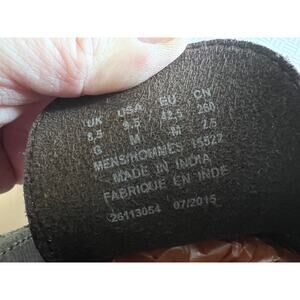 UK USA EU CN
8.5 9.5 42.5 260
G M M 2.5
MENS/HOMMES 15522
MADE IN INDIA
FABRIQUE EN INDE
26113054 07/2015